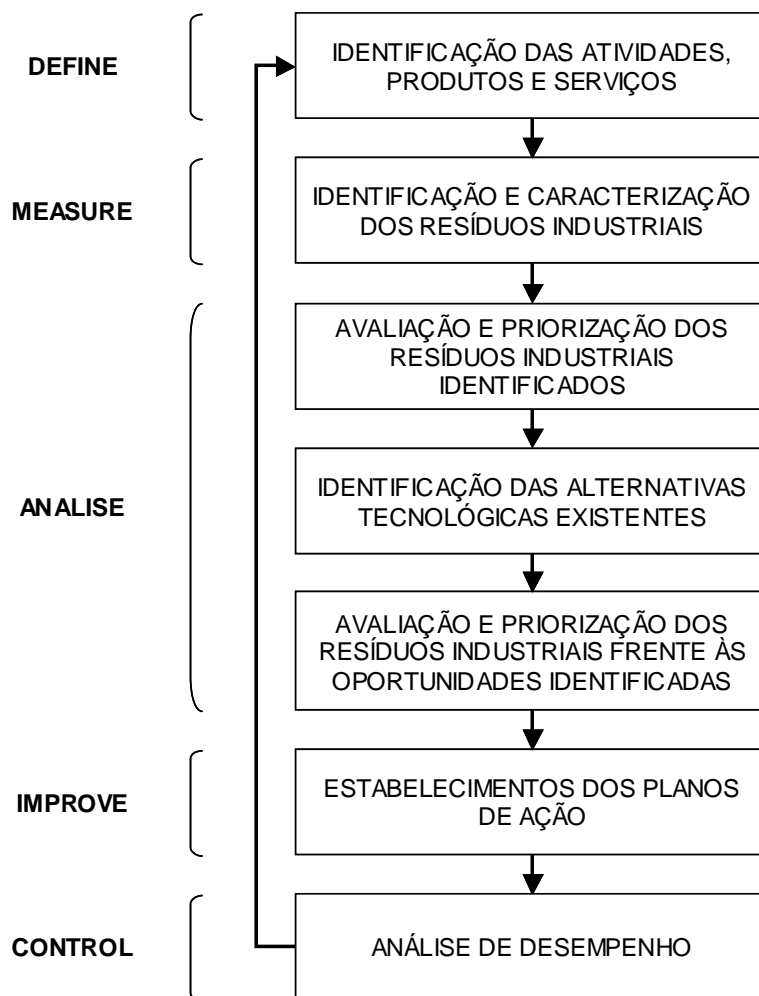 DEFINE
IDENTIFICAÇÃO DAS ATIVIDADES,
PRODUTOS E SERVIÇOS
MEASURE
IDENTIFICAÇÃO E CARACTERIZAÇÃO
DOS RESÍDUOS INDUSTRIAIS
AVALIAÇÃO E PRIORIZAÇÃO DOS
RESÍDUOS INDUSTRIAIS
IDENTIFICADOS
ANALISE
IDENTIFICAÇÃO DAS ALTERNATIVAS
TECNOLÓGICAS EXISTENTES
AVALIAÇÃO E PRIORIZAÇÃO DOS
RESÍDUOS INDUSTRIAIS FRENTE ÀS
OPORTUNIDADES IDENTIFICADAS
IMPROVE
ESTABELECIMENTOS DOS PLANOS
DE AÇÃO
CONTROL
ANÁLISE DE DESEMPENHO